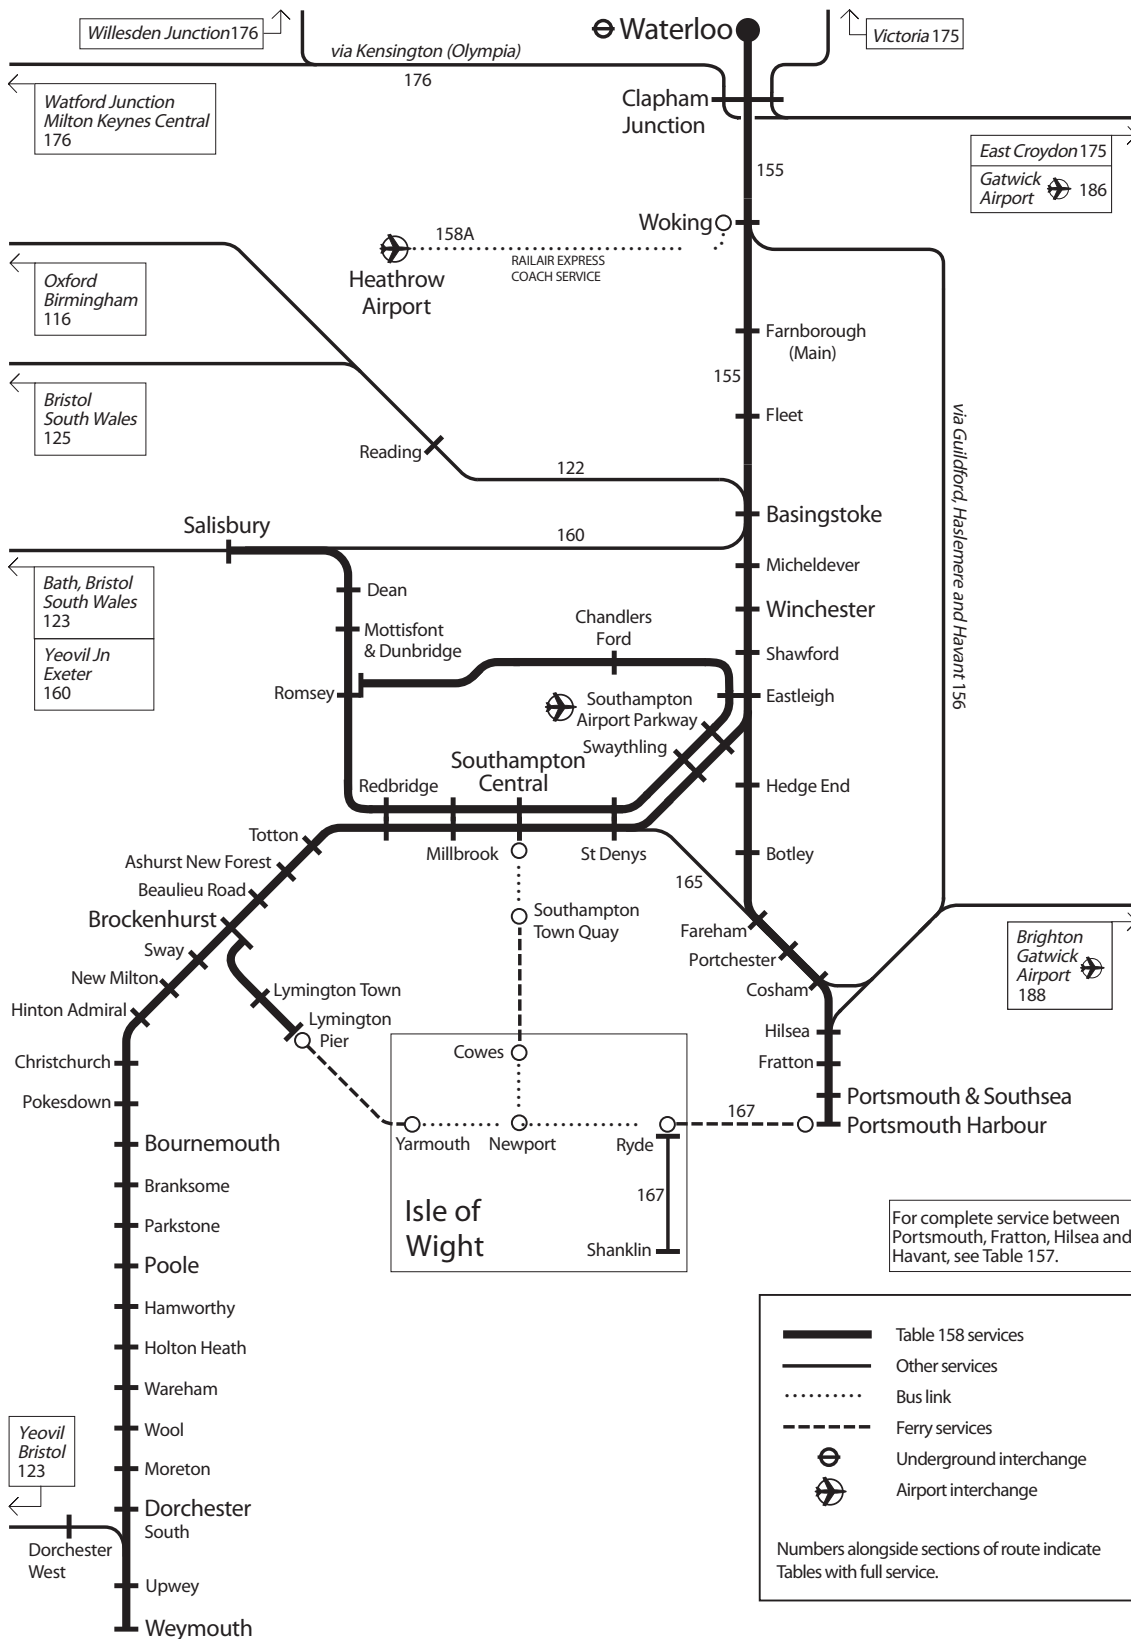 Willesden Junction 176
Waterloo
Victoria 175
via Kensington (Olympia)
176
Watford Junction
Milton Keynes Central
176
Clapham
Junction
East Croydon 175
Gatwick
Airport
186
155
Woking
158A
RAILAIR EXPRESS
COACH SERVICE
Heathrow
Airport
Oxford
Birmingham
116
Farnborough
(Main)
155
Bristol
South Wales
125
Fleet
via Guildford, Haslemere and Havant 156
Reading
122
Basingstoke
Salisbury
160
Micheldever
Bath, Bristol
South Wales
123
Yeovil Jn
Exeter
160
Dean
Winchester
Mottisfont
& Dunbridge
Chandlers
Ford
Shawford
Romsey
Eastleigh
Southampton
Airport Parkway
Swaythling
Southampton
Central
Redbridge
Hedge End
Totton
Millbrook
St Denys
Botley
Ashurst New Forest
Beaulieu Road
165
Brockenhurst
Southampton
Town Quay
Fareham
Portchester
Brighton
Gatwick
Airport
188
Sway
New Milton
Cosham
Lymington Town
Hinton Admiral
Lymington
Pier
Hilsea
Cowes
Christchurch
Fratton
Pokesdown
Portsmouth & Southsea
167
Portsmouth Harbour
Bournemouth
Yarmouth
Newport
Ryde
Branksome
167
Isle of
Wight
Parkstone
For complete service between
Portsmouth, Fratton, Hilsea and
Havant, see Table 157.
Shanklin
Poole
Hamworthy
Holton Heath
Wareham
Wool
Yeovil
Bristol
123
Moreton
Dorchester
South
Dorchester
West
Upwey
Weymouth
Table 158 services
Other services
Bus link
Ferry services
Underground interchange
Airport interchange
Numbers alongside sections of route indicate
Tables with full service.